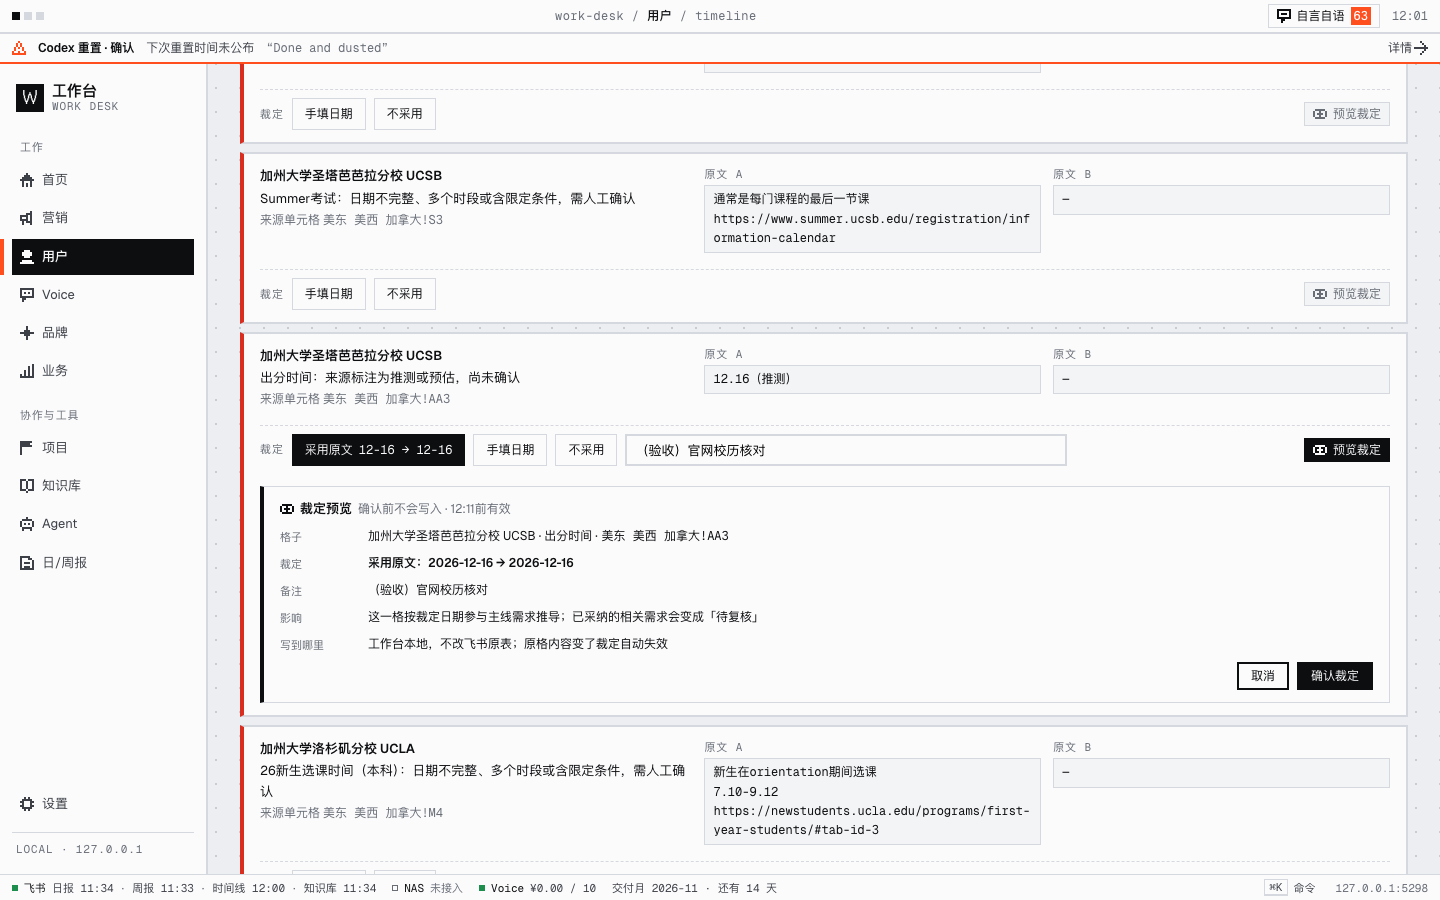 work-desk / 用户 / timeline
自言自语 63
12:01
Codex 重置·确认 下次重置时间未公布 “Done and dusted”
详情
W 工作台
WORK DESK
工作
首页
营销
用户
Voice
品牌
业务
协作与工具
项目
知识库
Agent
日/周报
设置
LOCAL · 127.0.0.1
裁定 手填日期 不采用 预览裁定
加州大学圣塔芭芭拉分校 UCSB
Summer考试：日期不完整、多个时段或含限定条件，需人工确认
来源单元格 美东 美西 加拿大!S3
原文 A
通常是每门课程的最后一节课
https://www.summer.ucsb.edu/registration/inf
ormation-calendar
原文 B
—
裁定 手填日期 不采用 预览裁定
加州大学圣塔芭芭拉分校 UCSB
出分时间：来源标注为推测或预估，尚未确认
来源单元格 美东 美西 加拿大!AA3
原文 A
12.16（推测）
原文 B
—
裁定 采用原文 12-16 → 12-16 手填日期 不采用 （验收）官网校历核对 预览裁定
裁定预览 确认前不会写入 · 12:11前有效
格子 加州大学圣塔芭芭拉分校 UCSB · 出分时间 · 美东 美西 加拿大!AA3
裁定 采用原文：2026-12-16 → 2026-12-16
备注 （验收）官网校历核对
影响 这一格按裁定日期参与主线需求推导；已采纳的相关需求会变成「待复核」
写到哪里 工作台本地，不改飞书原表；原格内容变了裁定自动失效
取消 确认裁定
加州大学洛杉矶分校 UCLA
26新生选课时间（本科）：日期不完整、多个时段或含限定条件，需人工确
认
来源单元格 美东 美西 加拿大!M4
原文 A
新生在orientation期间选课
7.10-9.12
https://newstudents.ucla.edu/programs/first-
year-students/#tab-id-3
原文 B
—
飞书 日报 11:34 · 周报 11:33 · 时间线 12:00 · 知识库 11:34 NAS 未接入 Voice ¥0.00 / 10 交付月 2026-11 · 还有 14 天
⌘K 命令 127.0.0.1:5298